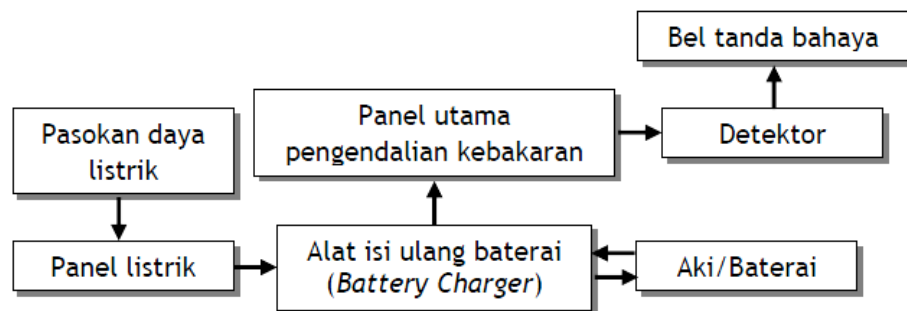 Bel tanda bahaya
Panel utama
pengendalian kebakaran
Detektor
Pasokan daya
listrik
Panel listrik
Alat isi ulang baterai
(Battery Charger)
Aki/Baterai